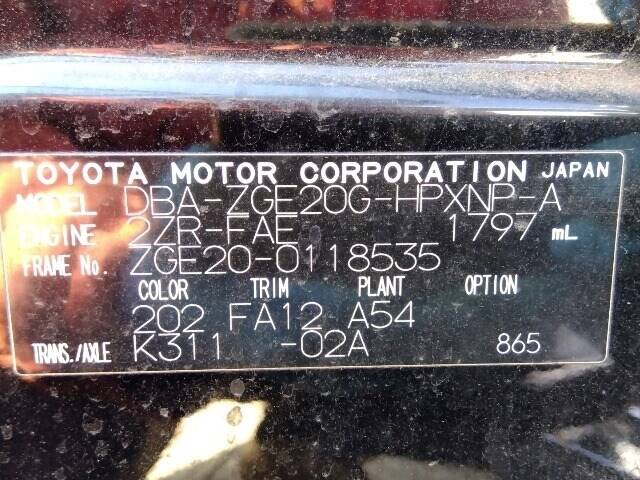 TOYOTA MOTOR CORPORATION JAPAN
MODEL DBA-ZGE20G-HPXNP-A
ENGINE 2ZR-FAE 1797 mL
FRAME No. ZGE20-0118535
COLOR TRIM PLANT OPTION
202 FA12 A54
TRANS./AXLE K311 -02A 865